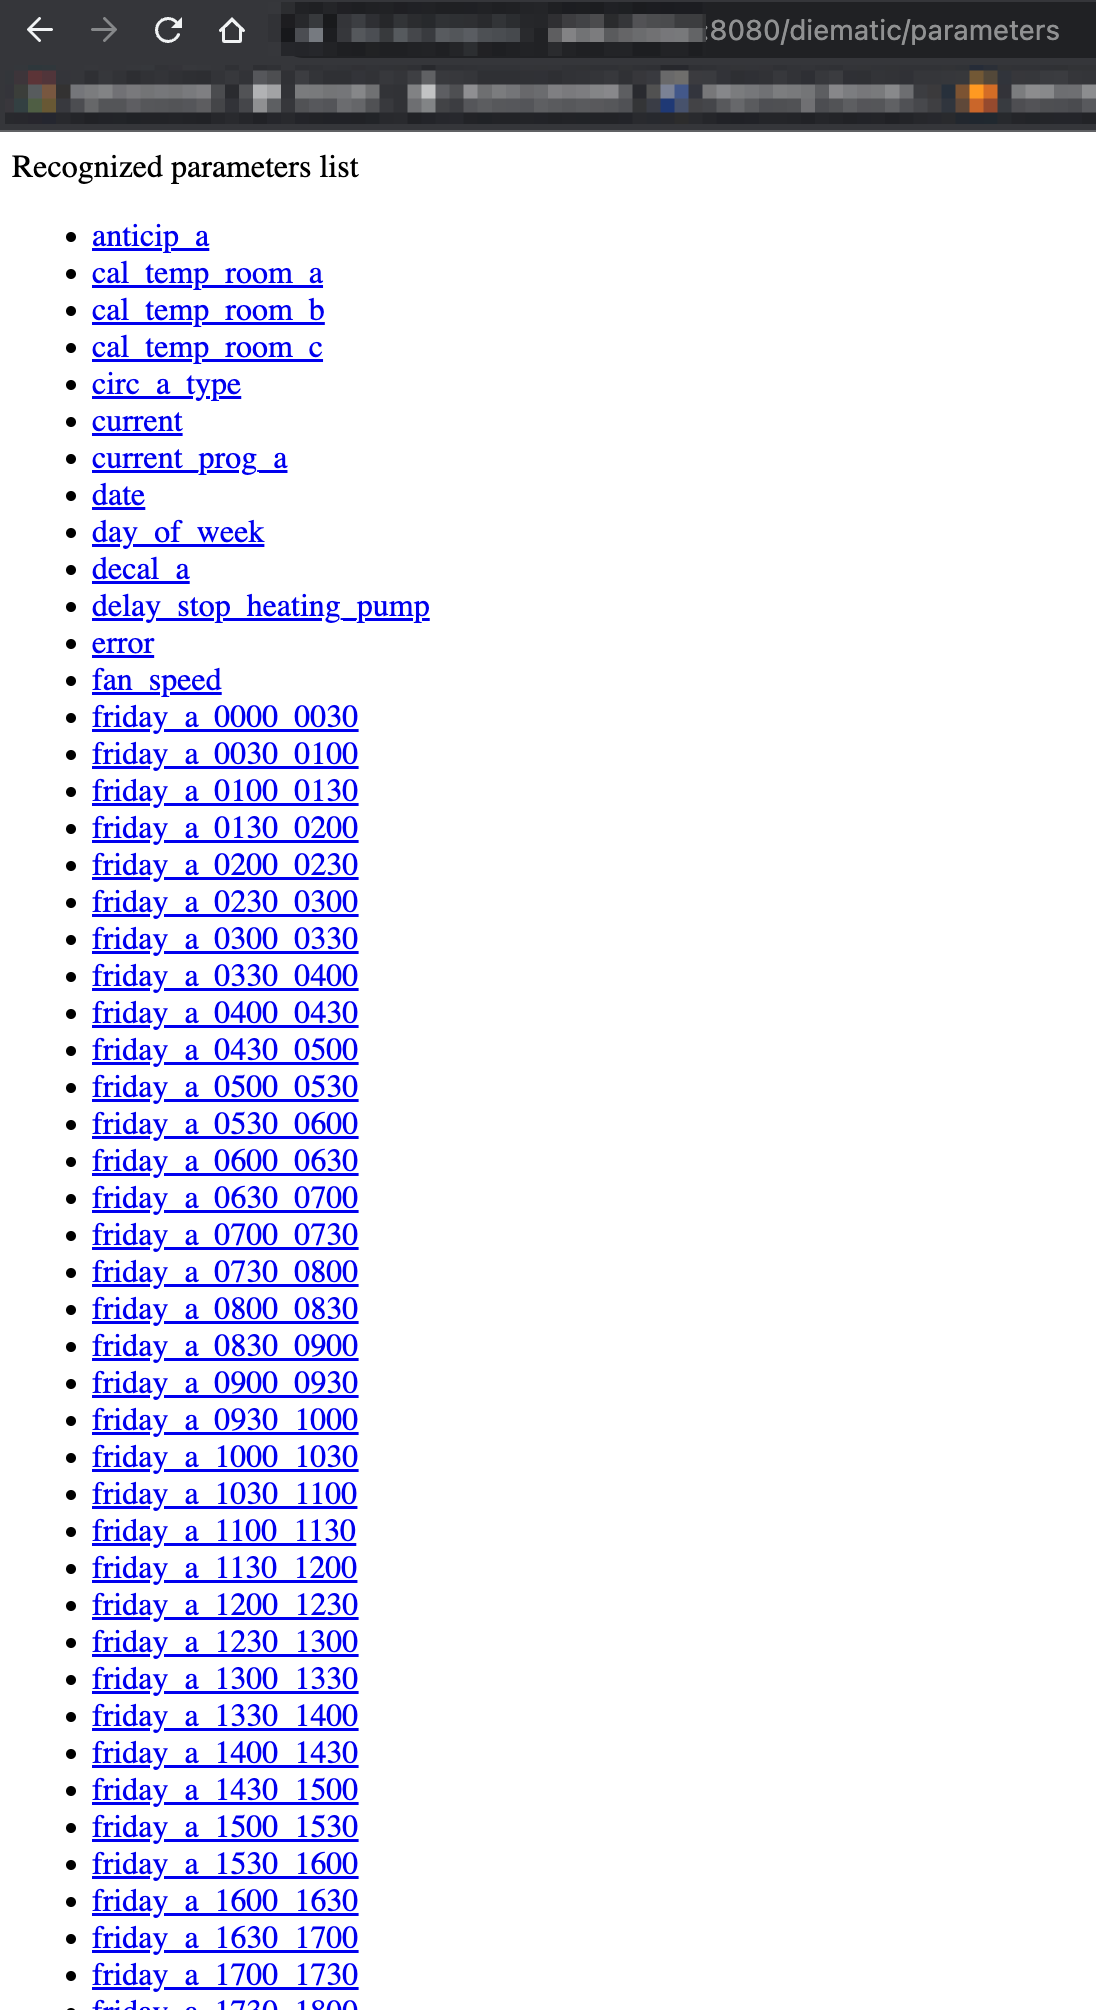 :8080/diematic/parameters
Recognized parameters list
anticip_a
cal_temp_room_a
cal_temp_room_b
cal_temp_room_c
circ_a_type
current
current_prog_a
date
day_of_week
decal_a
delay_stop_heating_pump
error
fan_speed
friday_a_0000_0030
friday_a_0030_0100
friday_a_0100_0130
friday_a_0130_0200
friday_a_0200_0230
friday_a_0230_0300
friday_a_0300_0330
friday_a_0330_0400
friday_a_0400_0430
friday_a_0430_0500
friday_a_0500_0530
friday_a_0530_0600
friday_a_0600_0630
friday_a_0630_0700
friday_a_0700_0730
friday_a_0730_0800
friday_a_0800_0830
friday_a_0830_0900
friday_a_0900_0930
friday_a_0930_1000
friday_a_1000_1030
friday_a_1030_1100
friday_a_1100_1130
friday_a_1130_1200
friday_a_1200_1230
friday_a_1230_1300
friday_a_1300_1330
friday_a_1330_1400
friday_a_1400_1430
friday_a_1430_1500
friday_a_1500_1530
friday_a_1530_1600
friday_a_1600_1630
friday_a_1630_1700
friday_a_1700_1730
friday_a_1730_1800